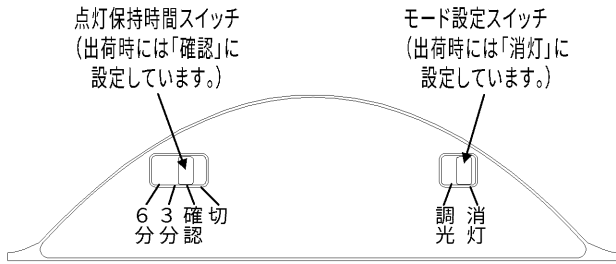 点灯保持時間スイッチ
(出荷時には「確認」に
設定しています。)
モード設定スイッチ
(出荷時には「消灯」に
設定しています。)
6分
3分
確認
切
調光
消灯